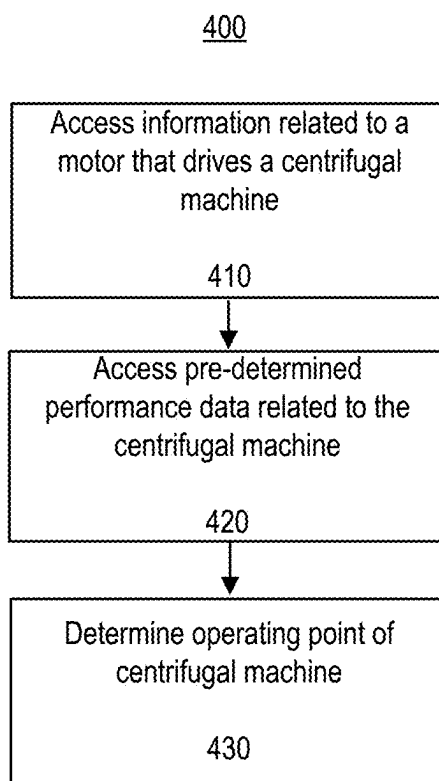 400
Access information related to a
motor that drives a centrifugal
machine
410
Access pre-determined
performance data related to the
centrifugal machine
420
Determine operating point of
centrifugal machine
430